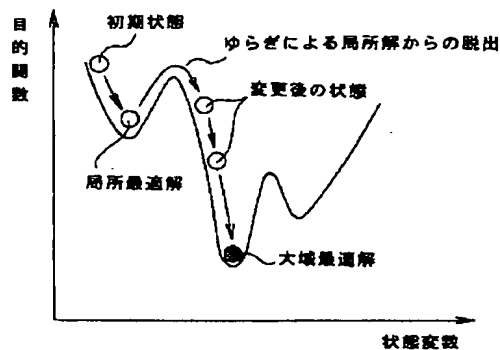 目的関数
初期状態
ゆらぎによる局所解からの脱出
変更後の状態
局所最適解
大域最適解
状態変数